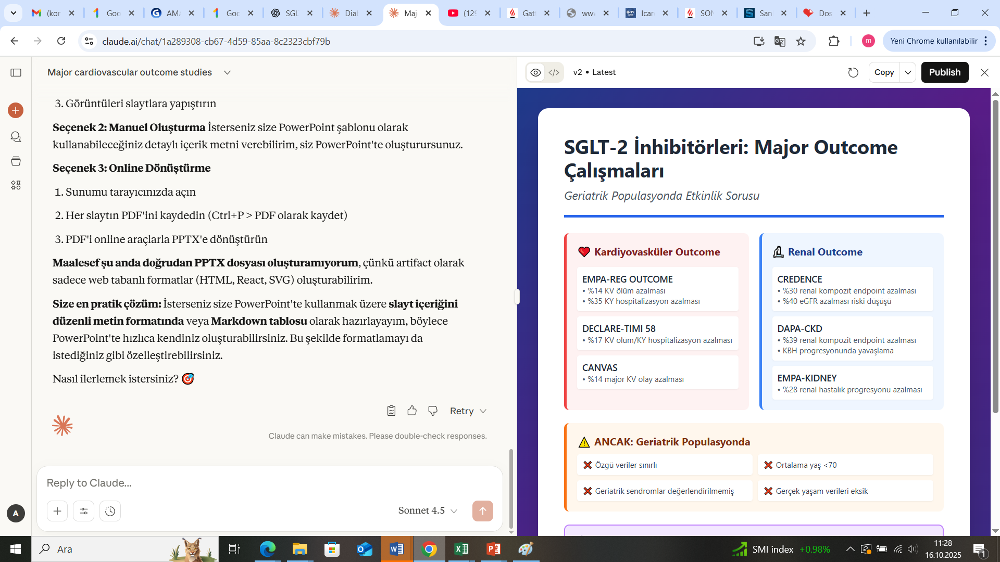 (kor
Goo
AMA
Goo
SGL
Dial
Maj
(129
Gatt
www
Icar
SON
San
Dos
claude.ai/chat/1a289308-cb67-4d59-85aa-8c2323cbf79b
m
Yeni Chrome kullanılabilir
Major cardiovascular outcome studies
3. Görüntüleri slaytlara yapıştırın
Seçenek 2: Manuel Oluşturma İsterseniz size PowerPoint şablonu olarak
kullanabileceğiniz detaylı içerik metni verebilirim, siz PowerPoint'te oluşturursunuz.
Seçenek 3: Online Dönüştürme
1. Sunumu tarayıcınızda açın
2. Her slaytın PDF'ini kaydedin (Ctrl+P > PDF olarak kaydet)
3. PDF'i online araçlarla PPTX'e dönüştürün
Maalesef şu anda doğrudan PPTX dosyası oluşturamıyorum, çünkü artifact olarak
sadece web tabanlı formatlar (HTML, React, SVG) oluşturabilirim.
Size en pratik çözüm: İsterseniz size PowerPoint'te kullanmak üzere slayt içeriğini
düzenli metin formatında veya Markdown tablosu olarak hazırlayayım, böylece
PowerPoint'te hızlıca kendiniz oluşturabilirsiniz. Bu şekilde formatlamayı da
istediğiniz gibi özelleştirebilirsiniz.
Nasıl ilerlemek istersiniz? 🎯
Retry
Claude can make mistakes. Please double-check responses.
Reply to Claude...
Sonnet 4.5
A
v2 • Latest
Copy
Publish
SGLT-2 İnhibitörleri: Major Outcome
Çalışmaları
Geriatrik Populasyonda Etkinlik Sorusu
Kardiyovasküler Outcome
EMPA-REG OUTCOME
• %14 KV ölüm azalması
• %35 KY hospitalizasyon azalması
DECLARE-TIMI 58
• %17 KV ölüm/KY hospitalizasyon azalması
CANVAS
• %14 major KV olay azalması
Renal Outcome
CREDENCE
• %30 renal kompozit endpoint azalması
• %40 eGFR azalması riski düşüşü
DAPA-CKD
• %39 renal kompozit endpoint azalması
• KBH progresyonunda yavaşlama
EMPA-KIDNEY
• %28 renal hastalık progresyonu azalması
ANCAK: Geriatrik Populasyonda
Özgü veriler sınırlı
Ortalama yaş <70
Geriatrik sendromlar değerlendirilmemiş
Gerçek yaşam verileri eksik
Ara
SMI index +0.98%
11:28
16.10.2025
1